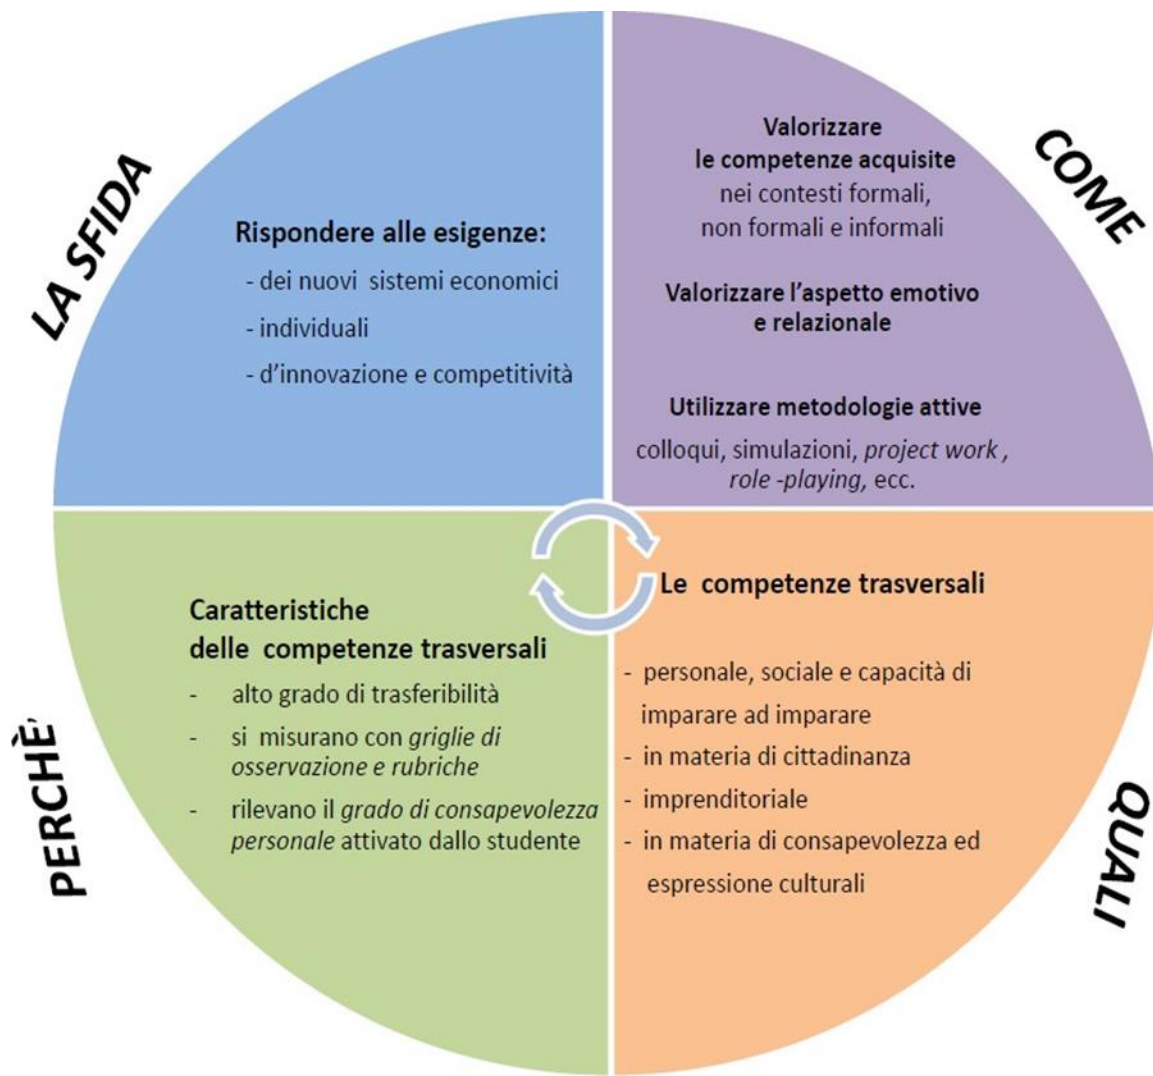 LA SFIDA
Rispondere alle esigenze:
- dei nuovi sistemi economici
- individuali
- d'innovazione e competitività
COME
Valorizzare
le competenze acquisite
nei contesti formali,
non formali e informali
Valorizzare l'aspetto emotivo
e relazionale
Utilizzare metodologie attive
colloqui, simulazioni, project work ,
role -playing, ecc.
PERCHÈ'
Caratteristiche
delle competenze trasversali
- alto grado di trasferibilità
- si misurano con griglie di
osservazione e rubriche
- rilevano il grado di consapevolezza
personale attivato dallo studente
QUALI
Le competenze trasversali
- personale, sociale e capacità di
imparare ad imparare
- in materia di cittadinanza
- imprenditoriale
- in materia di consapevolezza ed
espressione culturali